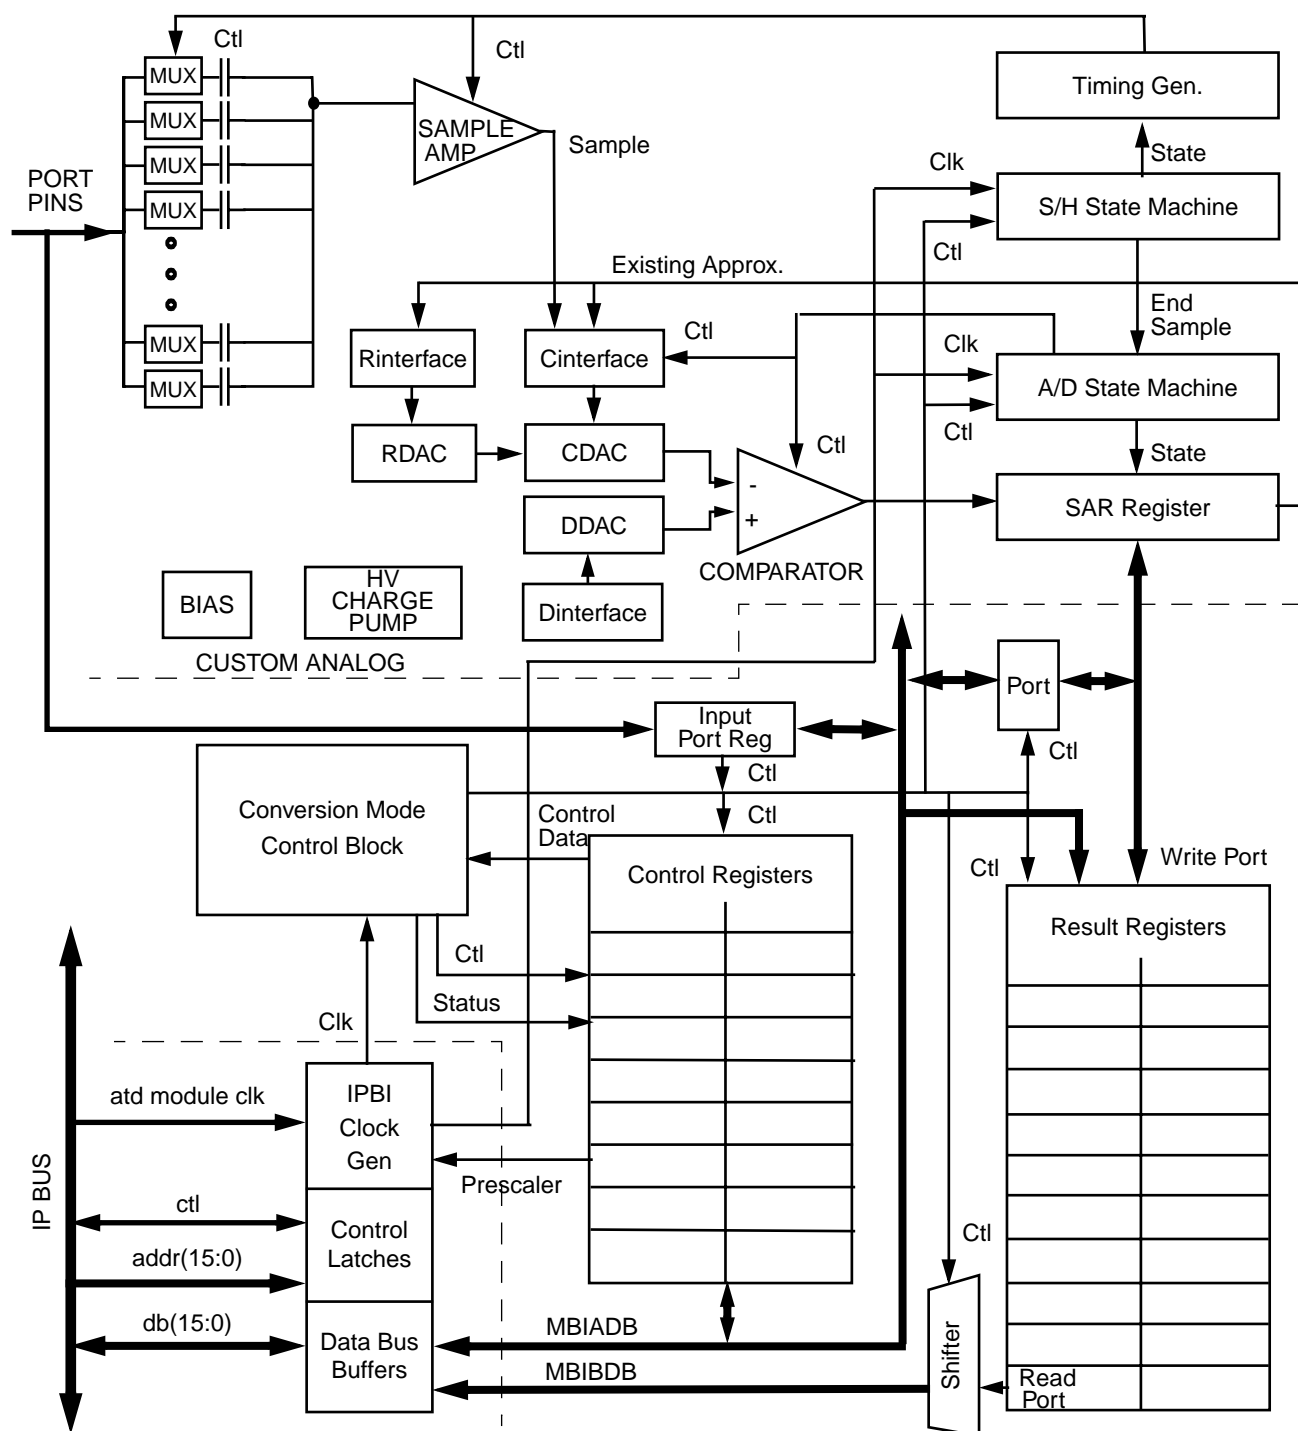 Ctl
Ctl
MUX
MUX
MUX
MUX
MUX
MUX
SAMPLE
AMP
Sample
Timing Gen.
State
Clk
S/H State Machine
Ctl
PORT
PINS
Existing Approx.
End
Sample
Rinterface
Cinterface
Ctl
Clk
A/D State Machine
Ctl
RDAC
CDAC
Ctl
State
-
+
DDAC
SAR Register
COMPARATOR
BIAS
HV
CHARGE
PUMP
Dinterface
CUSTOM ANALOG
Port
Input
Port Reg
Ctl
Ctl
Ctl
Conversion Mode
Control Block
Control
Data
Control Registers
Ctl
Write Port
Result Registers
Ctl
Status
Clk
IP BUS
atd module clk
IPBI
Clock
Gen
Prescaler
ctl
Control
Latches
addr(15:0)
db(15:0)
Data Bus
Buffers
MBIADB
MBIBDB
Ctl
Shifter
Read
Port